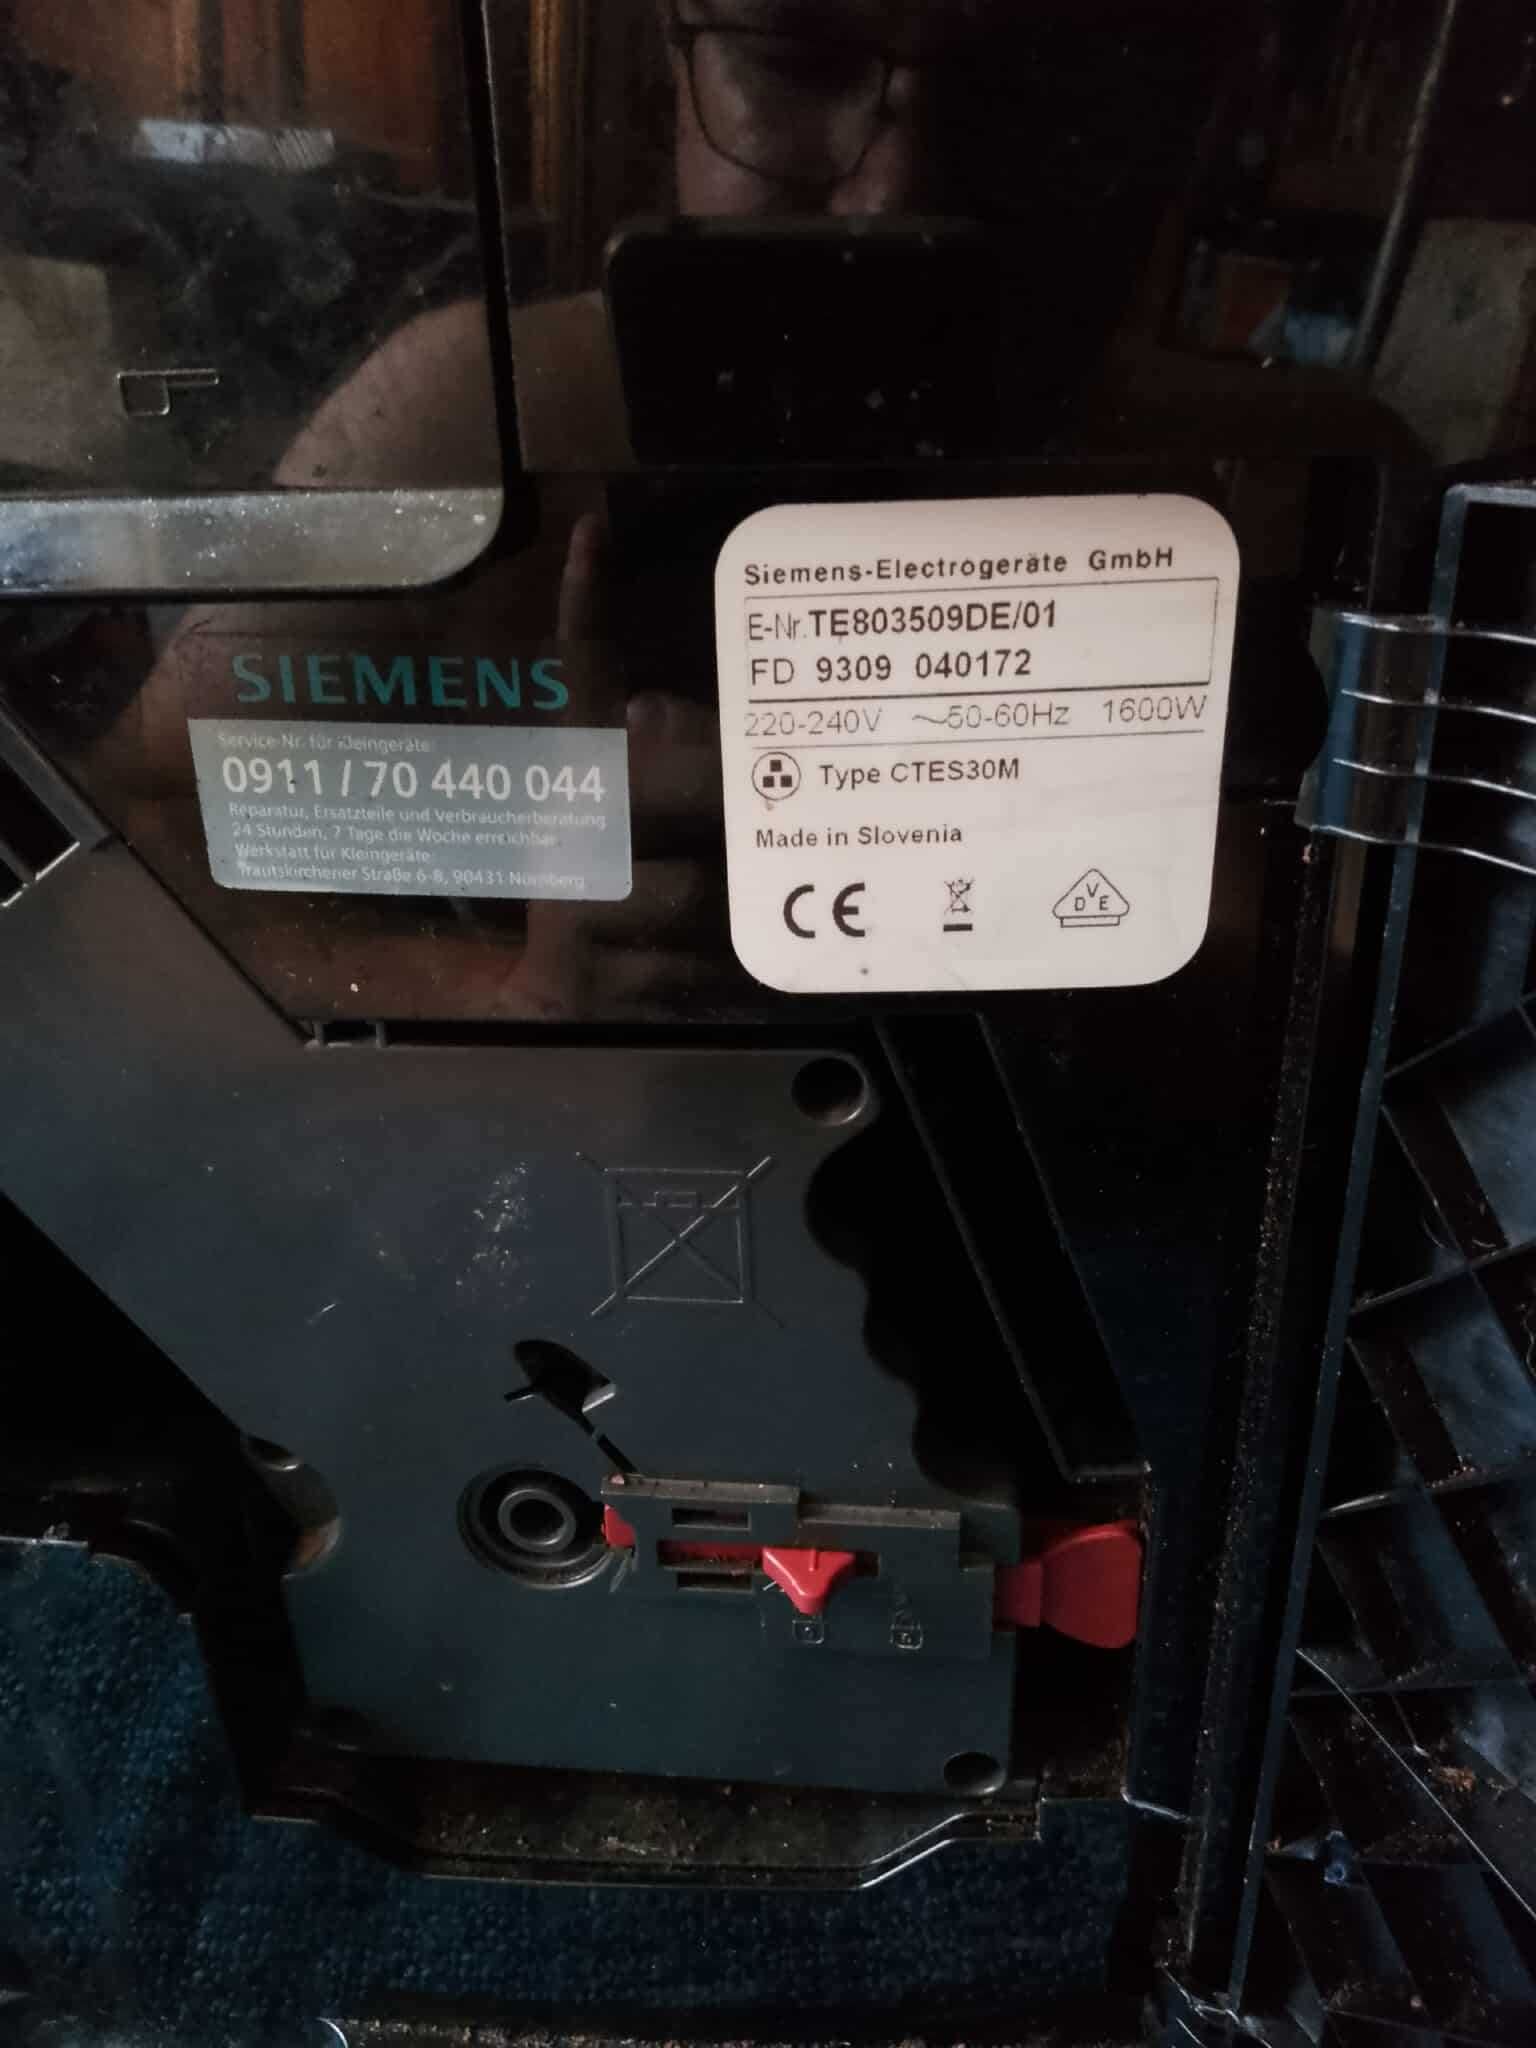 SIEMENS
Service-Nr. für Kleingeräte:
0911 / 70 440 044
Reparatur, Ersatzteile und Verbraucherberatung
24 Stunden, 7 Tage die Woche erreichbar.
Werkstatt für Kleingeräte:
Trautskirchener Straße 6-8, 90431 Nürnberg
Siemens-Electrogeräte GmbH
E-Nr. TE803509DE/01
FD 9309 040172
220-240V ~50-60Hz 1600W
Type CTES30M
Made in Slovenia
CE
VDE